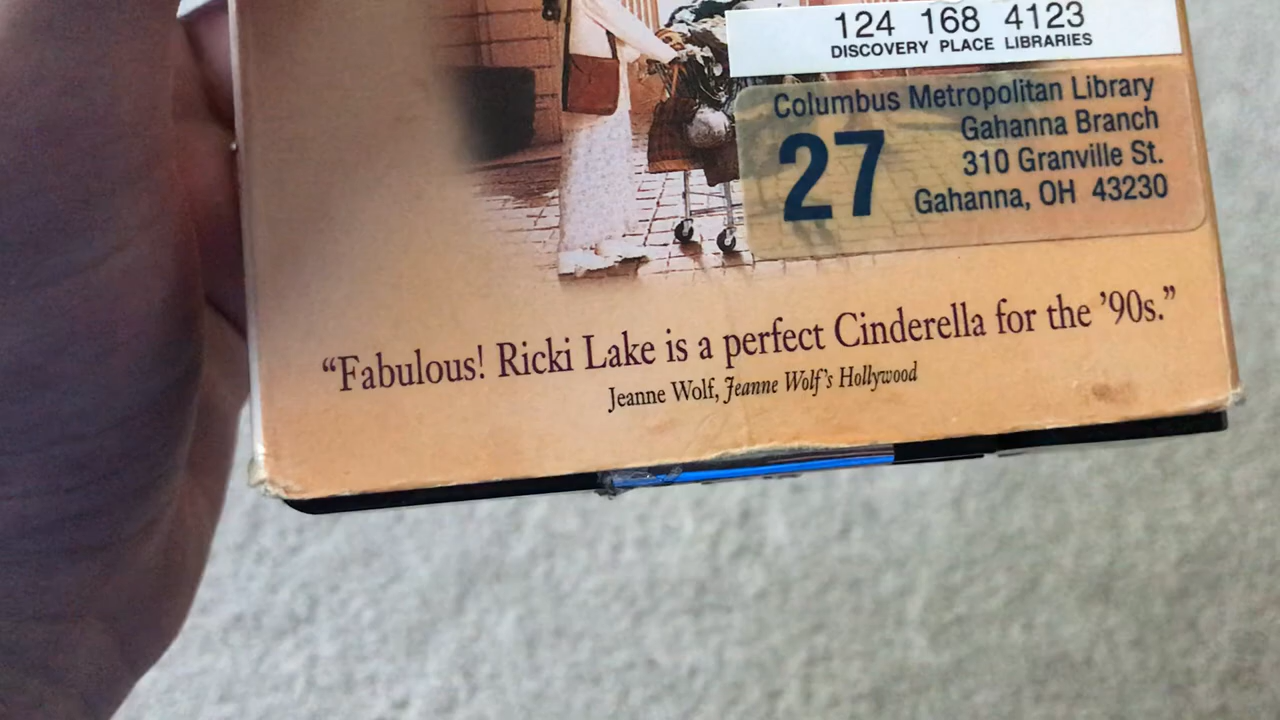 124 168 4123
DISCOVERY PLACE LIBRARIES
Columbus Metropolitan Library
27
Gahanna Branch
310 Granville St.
Gahanna, OH 43230
“Fabulous! Ricki Lake is a perfect Cinderella for the ’90s.”
Jeanne Wolf, Jeanne Wolf’s Hollywood